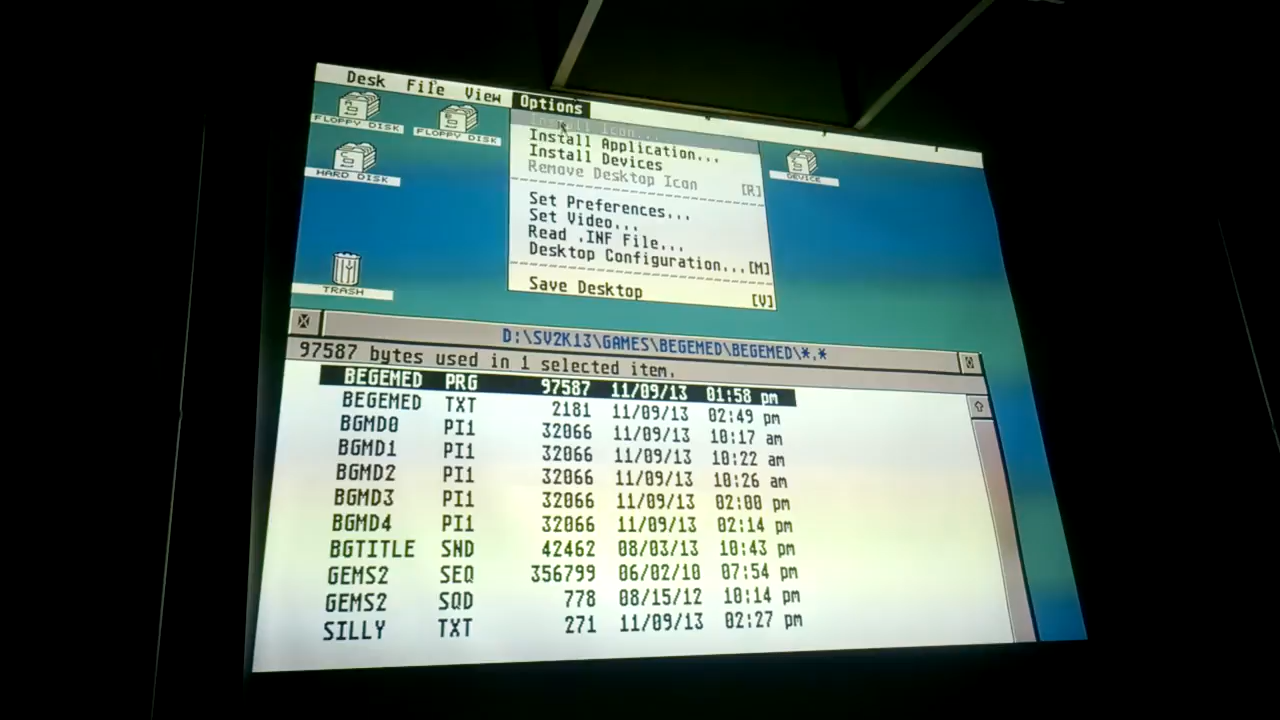 Desk File View Options
FLOPPY DISK
FLOPPY DISK
HARD DISK
DEVICE
TRASH
Install Icon...
Install Application...
Install Devices
Remove Desktop Icon [R]
Set Preferences...
Set Video...
Read .INF File...
Desktop Configuration...[M]
Save Desktop [V]
D:\SV2K13\GAMES\BEGEMED\BEGEMED\*.*
97587 bytes used in 1 selected item.
BEGEMED PRG 97587 11/09/13 01:58 pm
BEGEMED TXT 2181 11/09/13 02:49 pm
BGMD0 PI1 32066 11/09/13 10:17 am
BGMD1 PI1 32066 11/09/13 10:22 am
BGMD2 PI1 32066 11/09/13 10:26 am
BGMD3 PI1 32066 11/09/13 02:00 pm
BGMD4 PI1 32066 11/09/13 02:14 pm
BGTITLE SND 42462 08/03/13 10:43 pm
GEMS2 SEQ 356799 06/02/10 07:54 pm
GEMS2 SQD 778 08/15/12 10:14 pm
SILLY TXT 271 11/09/13 02:27 pm